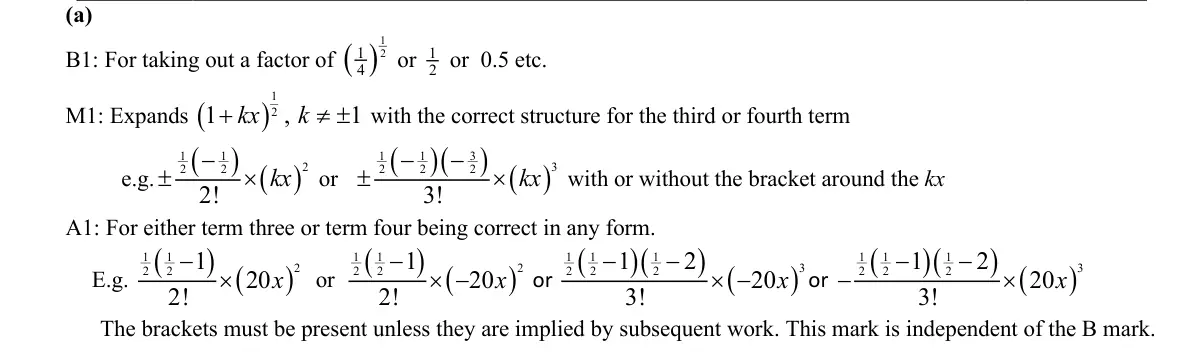 (a)
B1: For taking out a factor of (1/4)^(1/2) or 1/2 or 0.5 etc.
M1: Expands (1 + kx)^(1/2), k ≠ ±1 with the correct structure for the third or fourth term
e.g. ± (1/2(−1/2))/2! × (kx)^2 or ± (1/2(−1/2)(−3/2))/3! × (kx)^3 with or without the bracket around the kx
A1: For either term three or term four being correct in any form.
E.g. (1/2(1/2 − 1))/2! × (20x)^2 or (1/2(1/2 − 1))/2! × (−20x)^2 or (1/2(1/2 − 1)(1/2 − 2))/3! × (−20x)^3 or − (1/2(1/2 − 1)(1/2 − 2))/3! × (20x)^3
The brackets must be present unless they are implied by subsequent work. This mark is independent of the B mark.